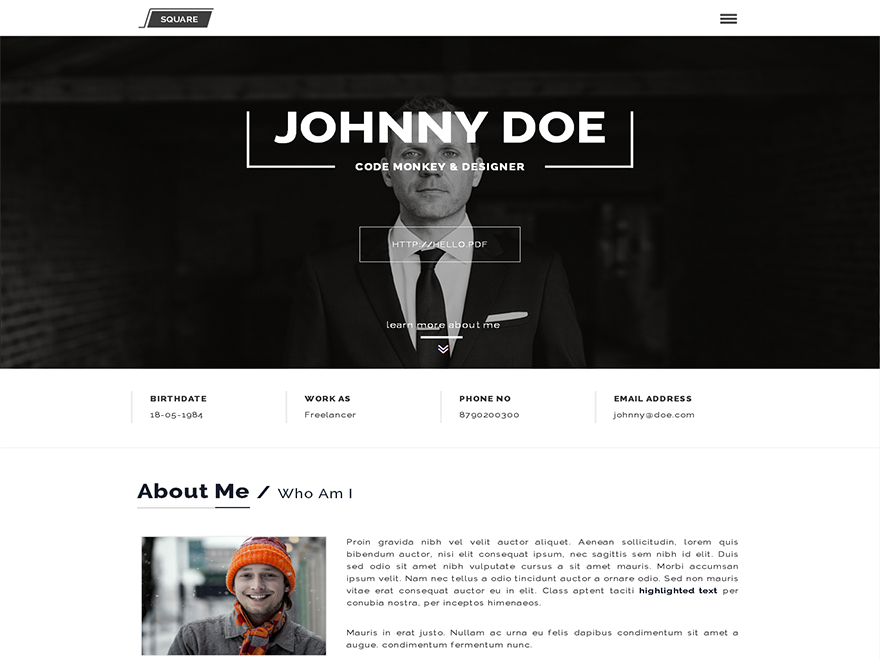 SQUARE
JOHNNY DOE
CODE MONKEY & DESIGNER
HTTP://HELLO.PDF
learn more about me
BIRTHDATE
18-05-1984
WORK AS
Freelancer
PHONE NO
8790200300
EMAIL ADDRESS
johnny@doe.com
About Me / Who Am I
Proin gravida nibh vel velit auctor aliquet. Aenean sollicitudin, lorem quis
bibendum auctor, nisi elit consequat ipsum, nec sagittis sem nibh id elit. Duis
sed odio sit amet nibh vulputate cursus a sit amet mauris. Morbi accumsan
ipsum velit. Nam nec tellus a odio tincidunt auctor a ornare odio. Sed non mauris
vitae erat consequat auctor eu in elit. Class aptent taciti highlighted text per
conubia nostra, per inceptos himenaeos.
Mauris in erat justo. Nullam ac urna eu felis dapibus condimentum sit amet a
augue. condimentum fermentum nunc.